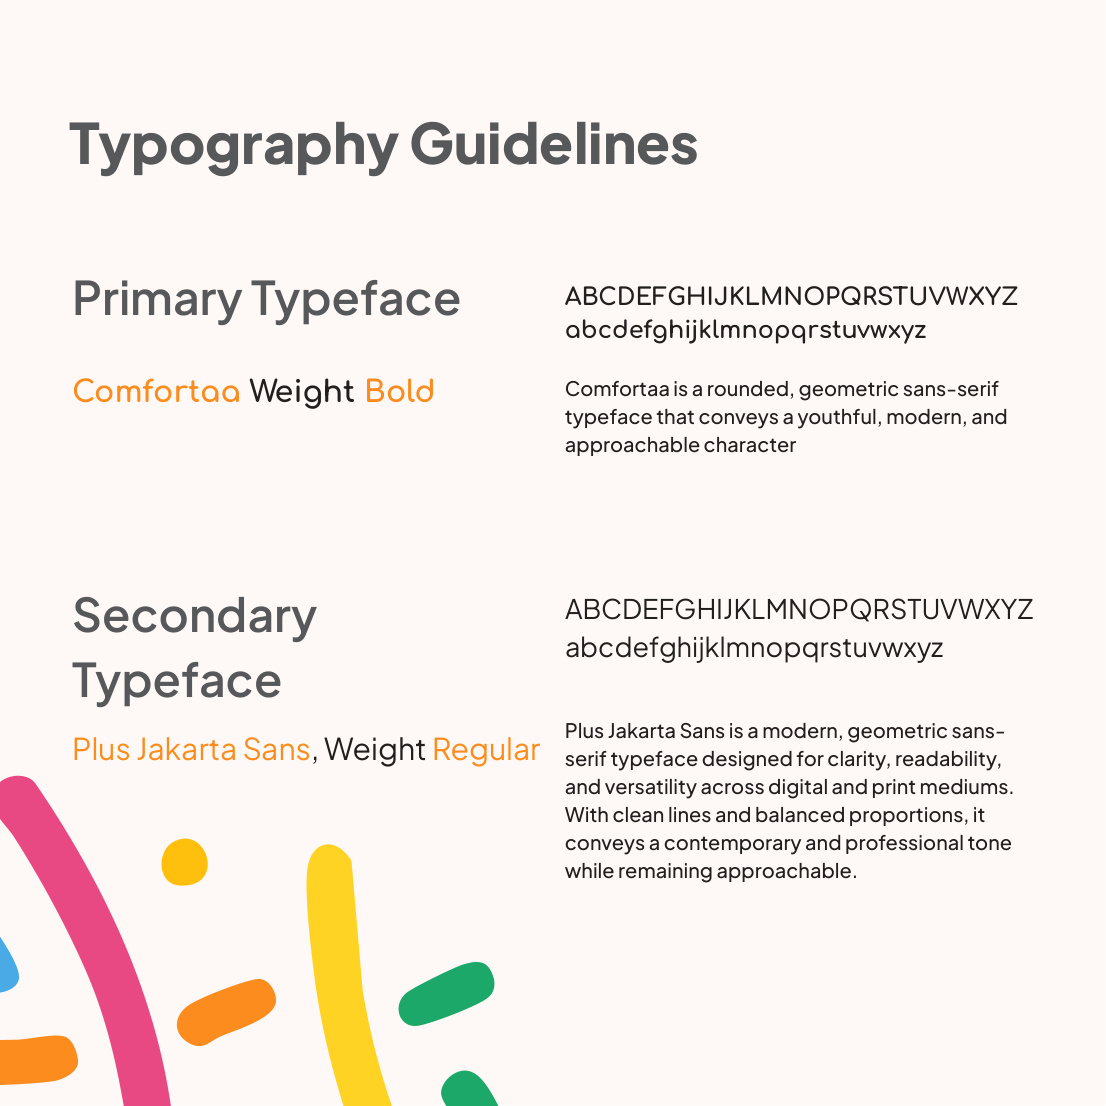 Typography Guidelines
Primary Typeface
Comfortaa Weight Bold
ABCDEFGHIJKLMNOPQRSTUVWXYZ
abcdefghijklmnopqrstuvwxyz
Comfortaa is a rounded, geometric sans-serif
typeface that conveys a youthful, modern, and
approachable character
Secondary
Typeface
Plus Jakarta Sans, Weight Regular
ABCDEFGHIJKLMNOPQRSTUVWXYZ
abcdefghijklmnopqrstuvwxyz
Plus Jakarta Sans is a modern, geometric sans-
serif typeface designed for clarity, readability,
and versatility across digital and print mediums.
With clean lines and balanced proportions, it
conveys a contemporary and professional tone
while remaining approachable.